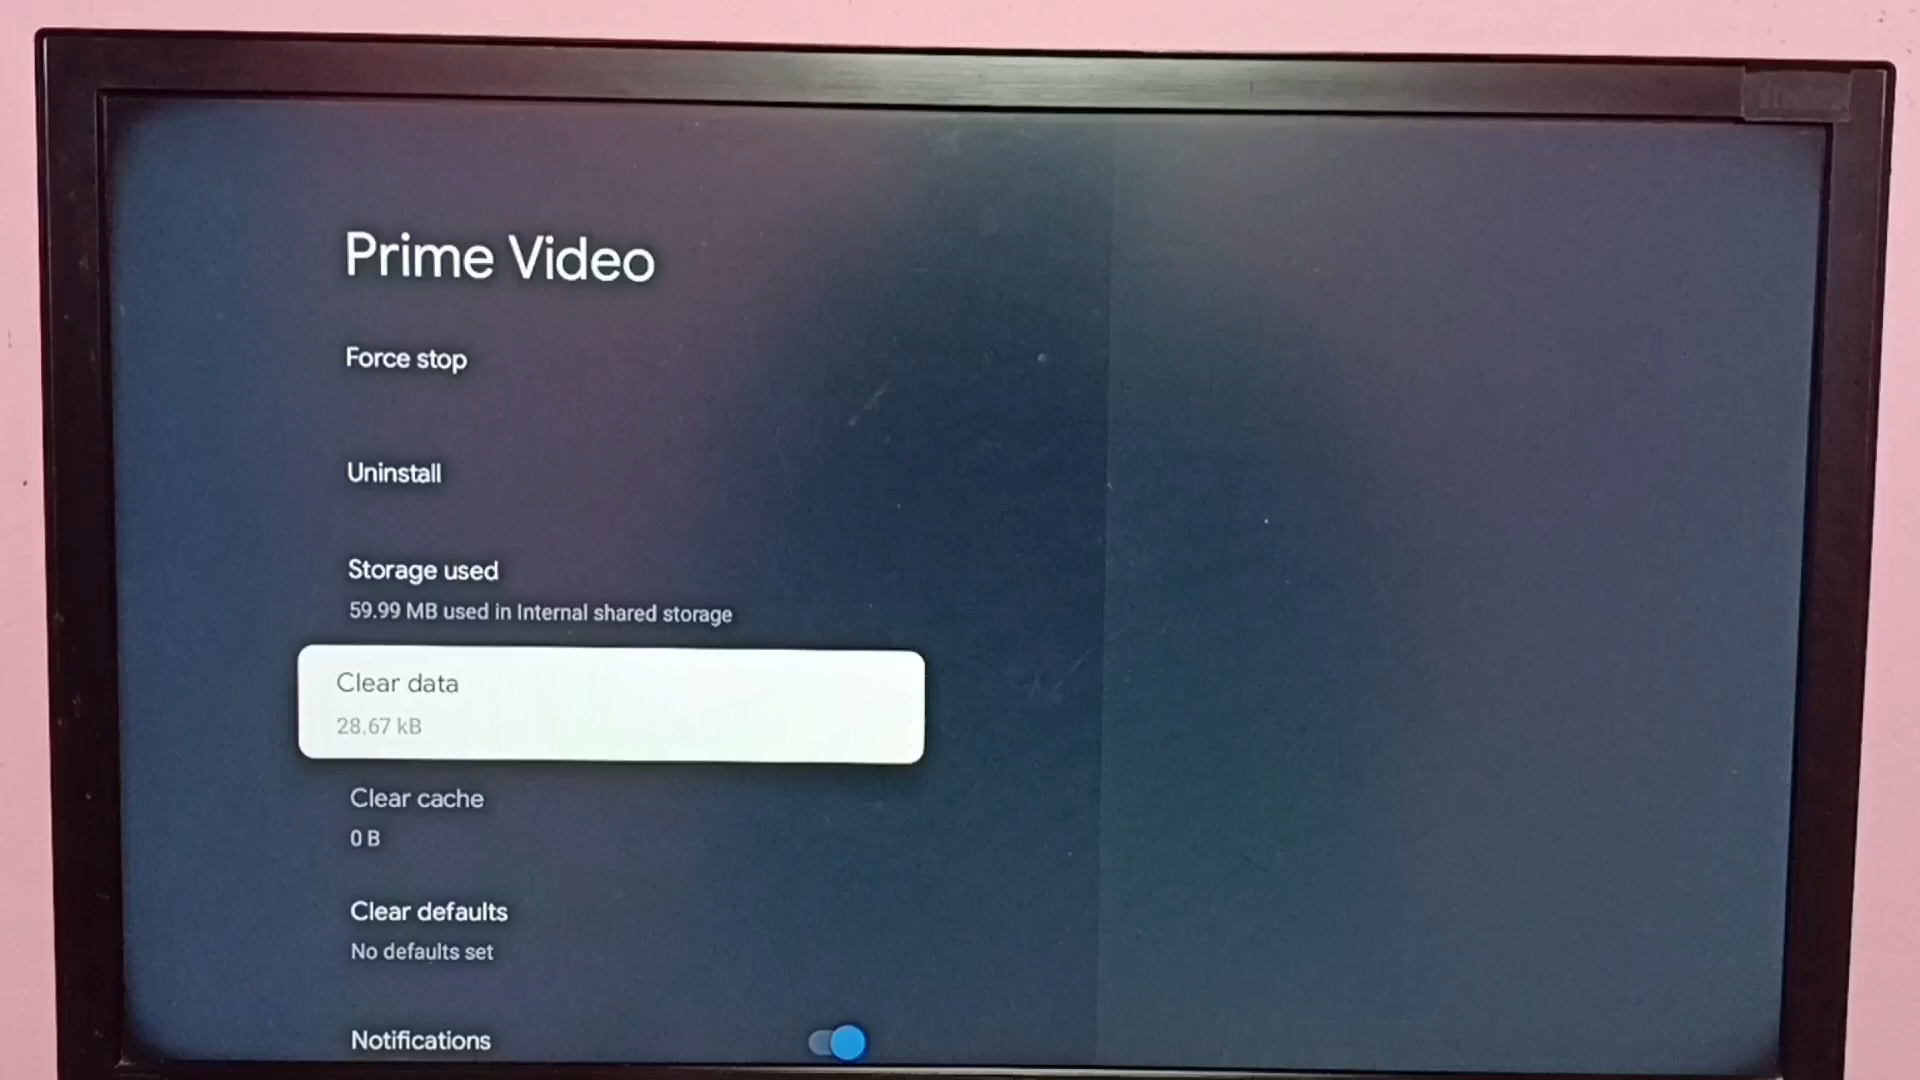 Prime Video
Force stop
Uninstall
Storage used
59.99 MB used in Internal shared storage
Clear data
28.67 kB
Clear cache
0 B
Clear defaults
No defaults set
Notifications